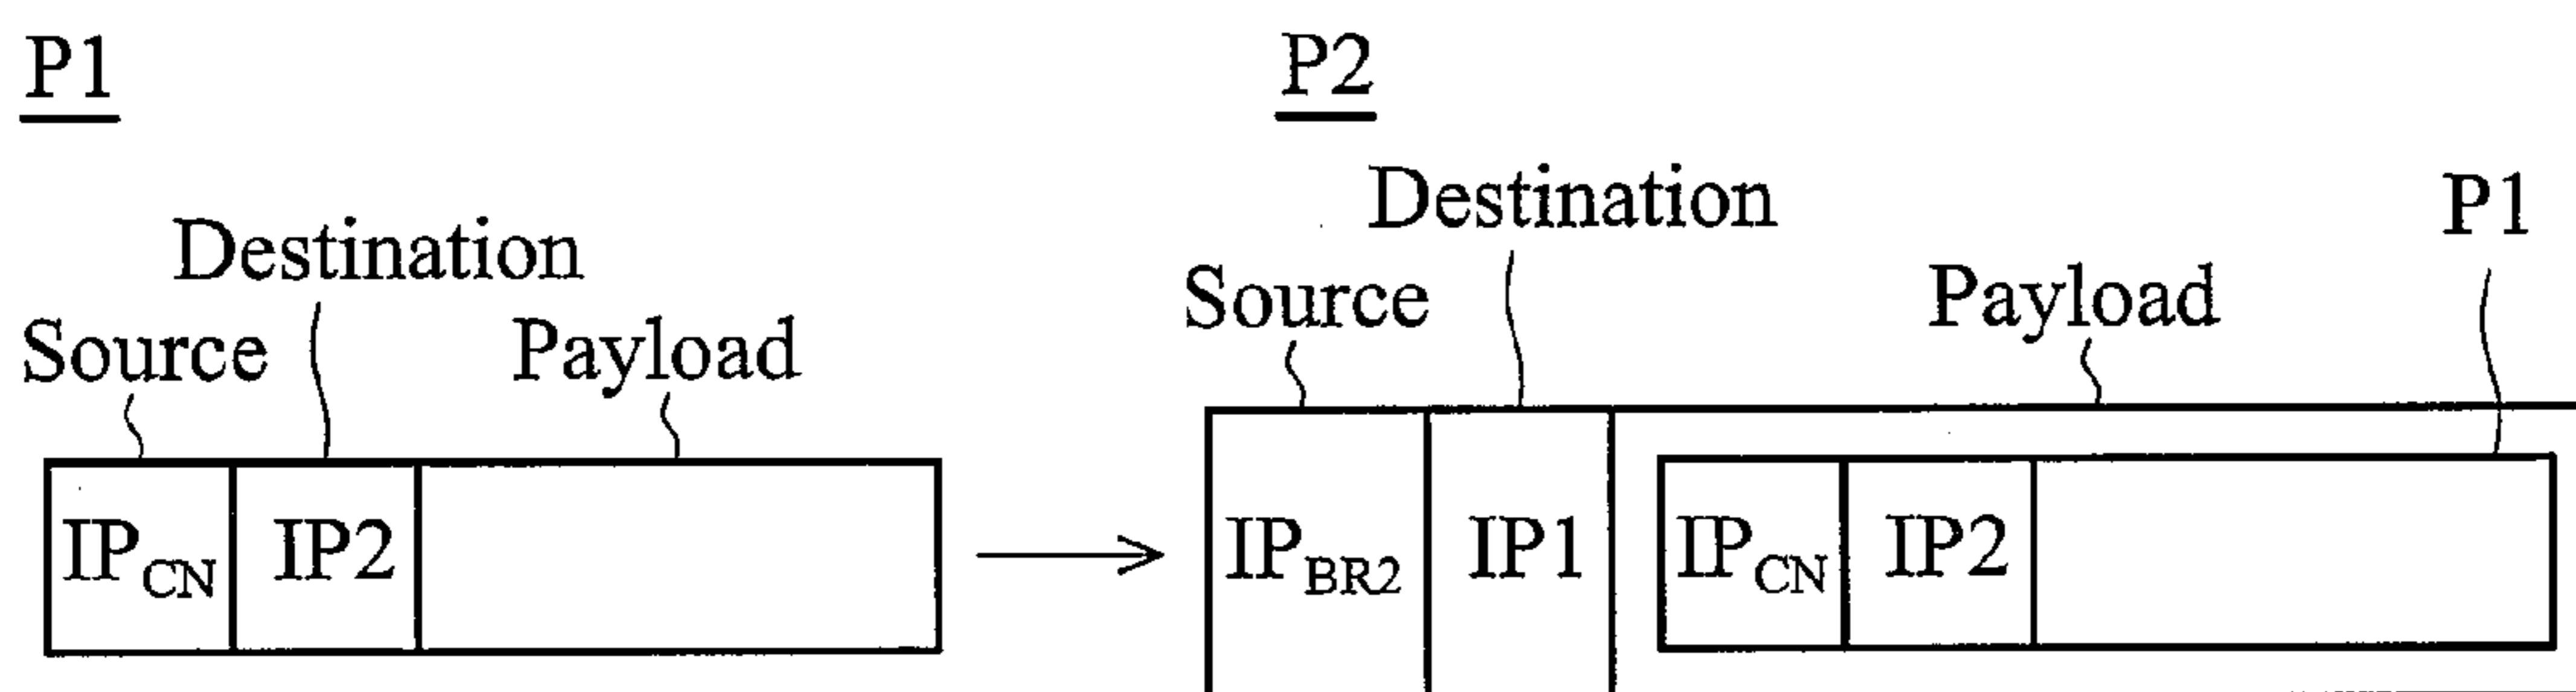 P1
Destination
Source
Payload
IPCN IP2
P2
Destination
P1
Source
Payload
IPBR2 IP1 IPCN IP2